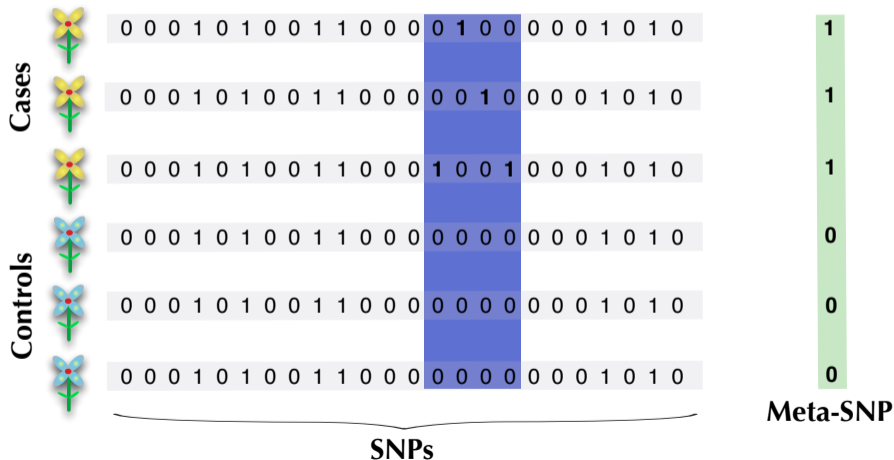 Cases
0 0 0 1 0 1 0 0 1 1 0 0 0 0 1 0 0 0 0 0 1 0 1 0 1
0 0 0 1 0 1 0 0 1 1 0 0 0 0 0 1 0 0 0 0 1 0 1 0 1
0 0 0 1 0 1 0 0 1 1 0 0 0 1 0 0 1 0 0 0 1 0 1 0 1
Controls
0 0 0 1 0 1 0 0 1 1 0 0 0 0 0 0 0 0 0 0 1 0 1 0 0
0 0 0 1 0 1 0 0 1 1 0 0 0 0 0 0 0 0 0 0 1 0 1 0 0
0 0 0 1 0 1 0 0 1 1 0 0 0 0 0 0 0 0 0 0 1 0 1 0 0
Meta-SNP
SNPs